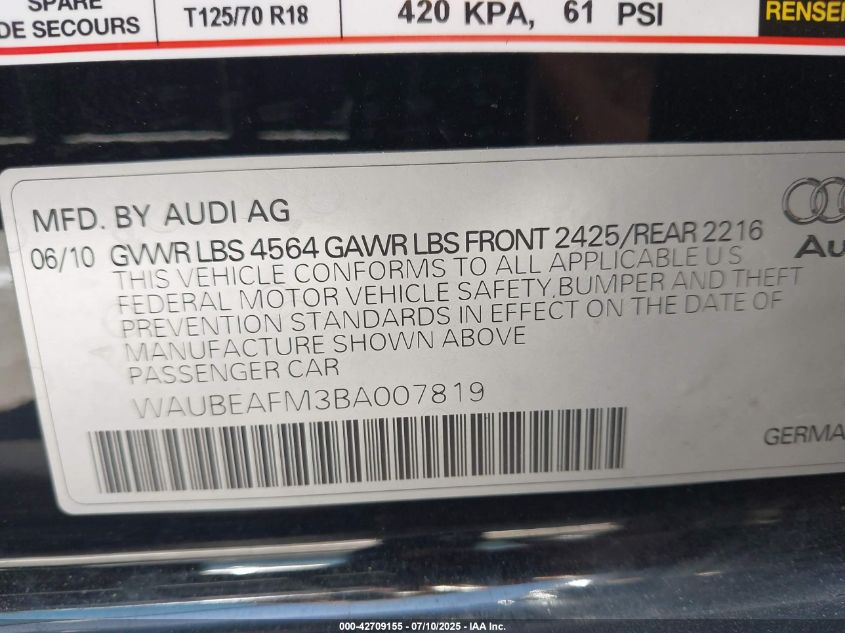 SPARE
DE SECOURS
T125/70 R18
420 KPA, 61 PSI
MFD. BY AUDI AG
06/10 GVWR LBS 4564 GAWR LBS FRONT 2425/REAR 2216
THIS VEHICLE CONFORMS TO ALL APPLICABLE U S
FEDERAL MOTOR VEHICLE SAFETY, BUMPER AND THEFT
PREVENTION STANDARDS IN EFFECT ON THE DATE OF
MANUFACTURE SHOWN ABOVE
PASSENGER CAR
WAUBEAFM3BA007819
000-42709155 - 07/10/2025 - IAA Inc.